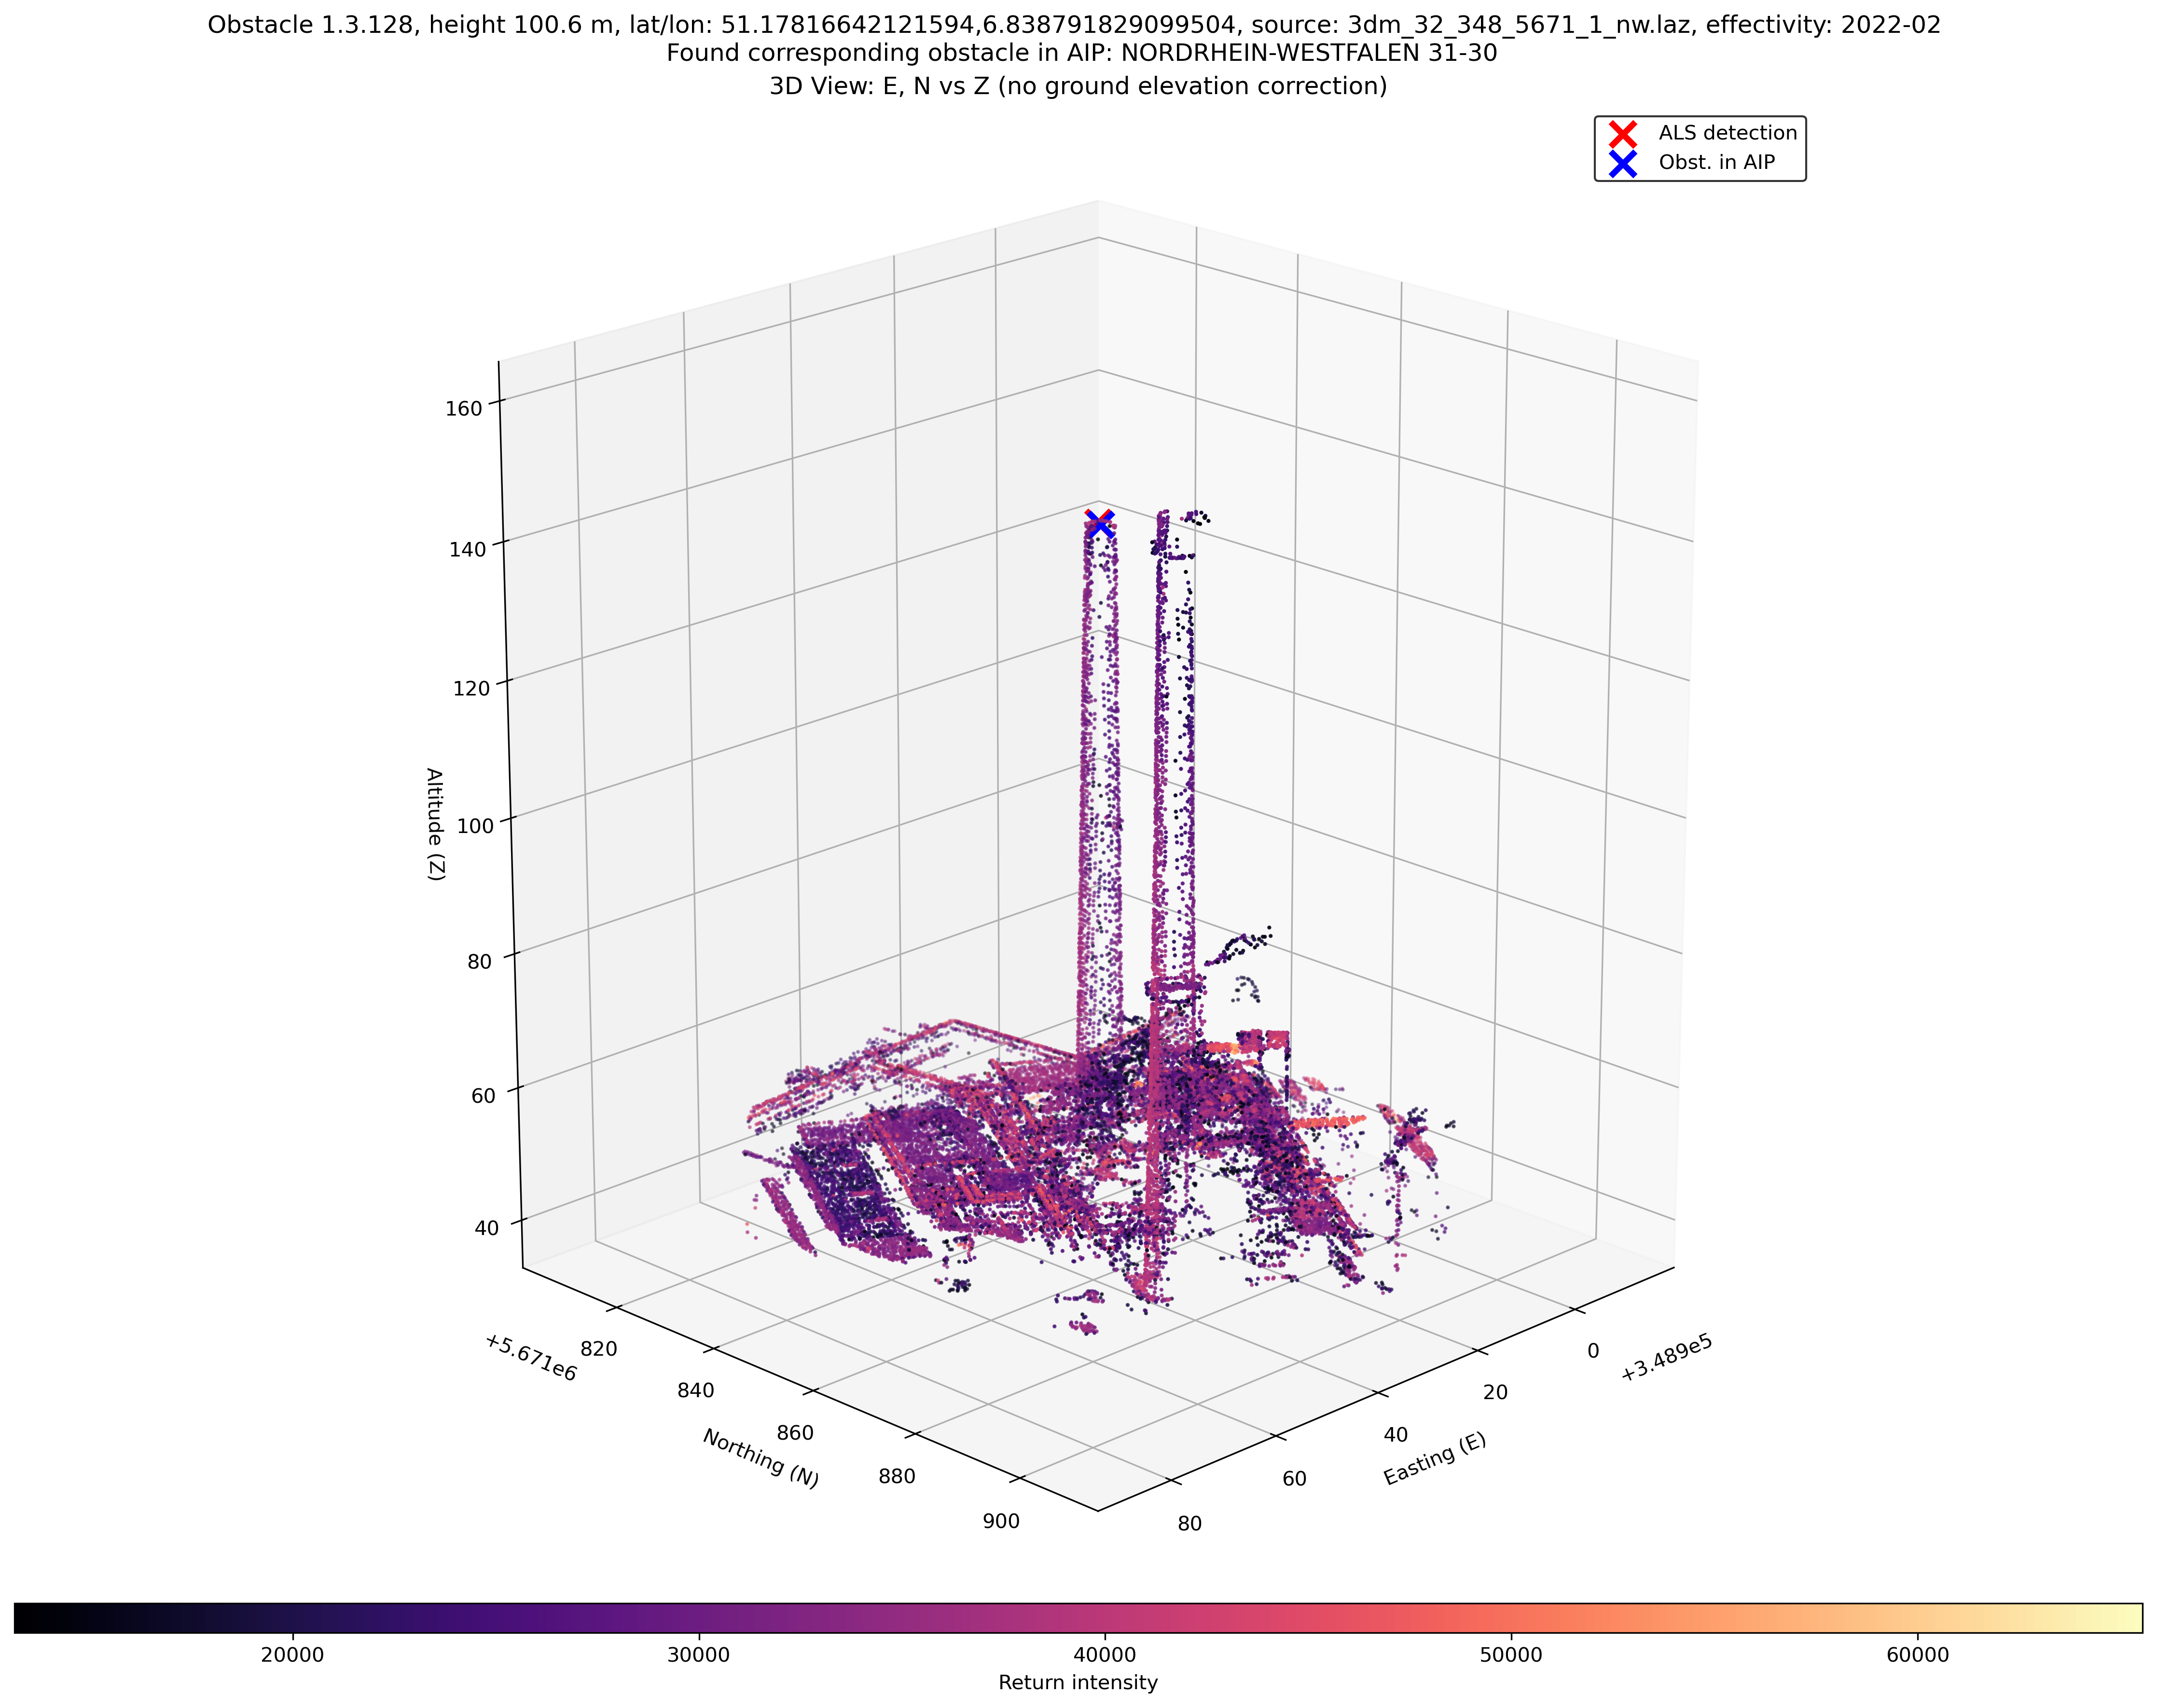 Obstacle 1.3.128, height 100.6 m, lat/lon: 51.17816642121594,6.838791829099504, source: 3dm_32_348_5671_1_nw.laz, effectivity: 2022-02
Found corresponding obstacle in AIP: NORDRHEIN-WESTFALEN 31-30
3D View: E, N vs Z (no ground elevation correction)
ALS detection
Obst. in AIP
160
140
120
100
80
60
40
Altitude (Z)
+5.671e6
820
840
860
880
900
Northing (N)
0
20
40
60
80
+3.489e5
Easting (E)
20000
30000
40000
50000
60000
Return intensity